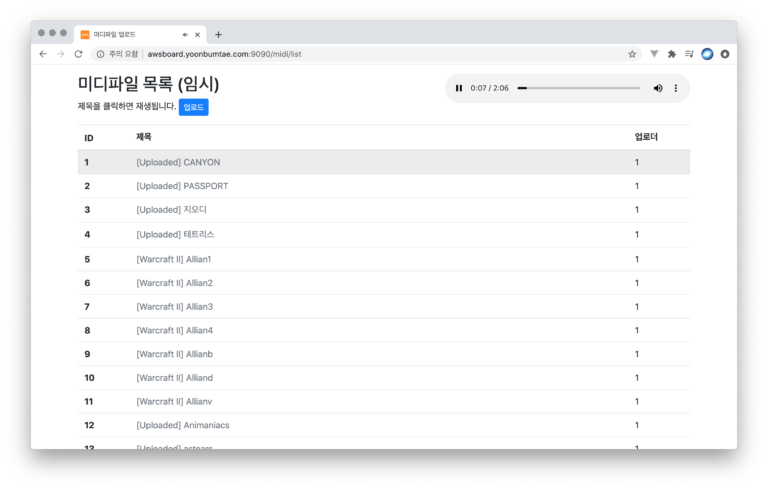 미디파일 업로드
주의 요함 | awsboard.yoonbumtae.com:9090/midi/list
미디파일 목록 (임시)
제목을 클릭하면 재생됩니다. 업로드
0:07 / 2:06
ID 제목 업로더
1 [Uploaded] CANYON 1
2 [Uploaded] PASSPORT 1
3 [Uploaded] 지오디 1
4 [Uploaded] 테트리스 1
5 [Warcraft II] Allian1 1
6 [Warcraft II] Allian2 1
7 [Warcraft II] Allian3 1
8 [Warcraft II] Allian4 1
9 [Warcraft II] Allianb 1
10 [Warcraft II] Alliand 1
11 [Warcraft II] Allianv 1
12 [Uploaded] Animaniacs 1
13 [Uploaded] astears 1